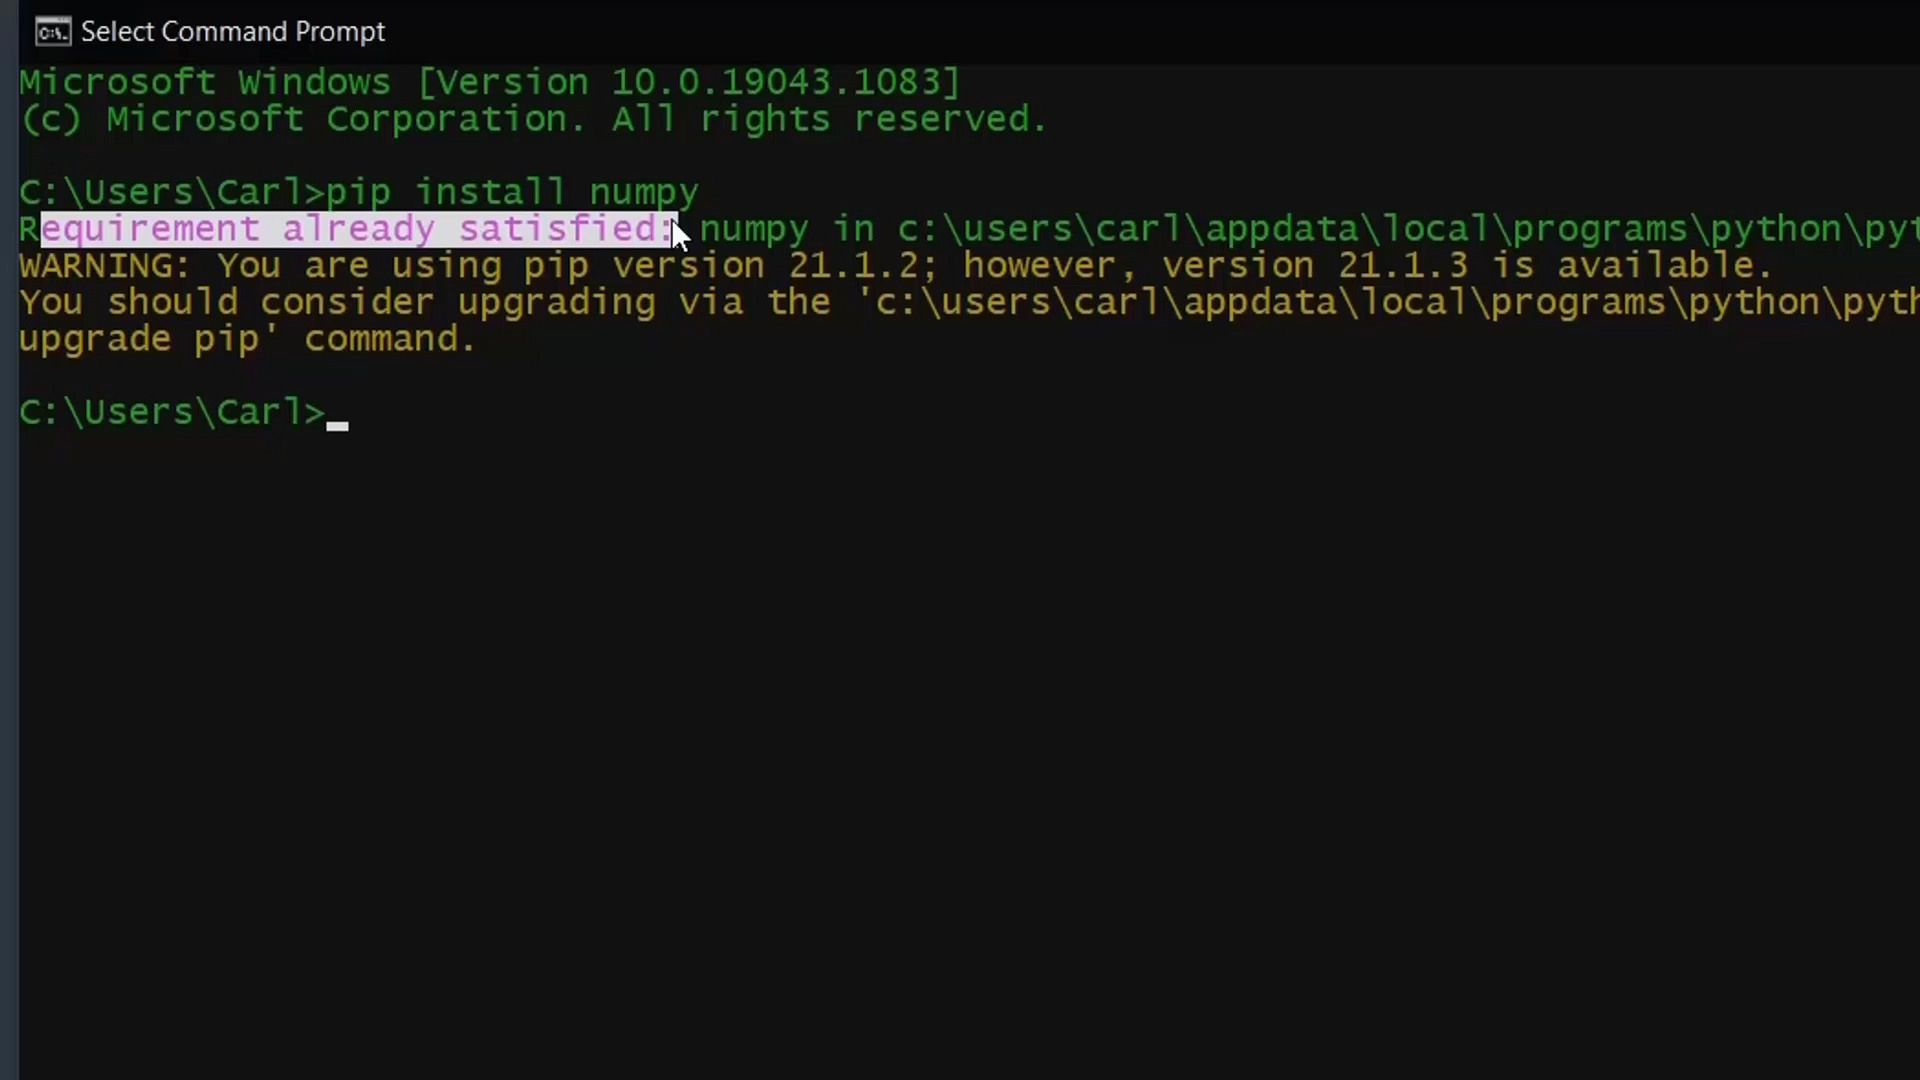 Select Command Prompt
Microsoft Windows [Version 10.0.19043.1083]
(c) Microsoft Corporation. All rights reserved.
C:\Users\Carl>pip install numpy
Requirement already satisfied: numpy in c:\users\carl\appdata\local\programs\python\pyt
WARNING: You are using pip version 21.1.2; however, version 21.1.3 is available.
You should consider upgrading via the 'c:\users\carl\appdata\local\programs\python\pyth
upgrade pip' command.
C:\Users\Carl>